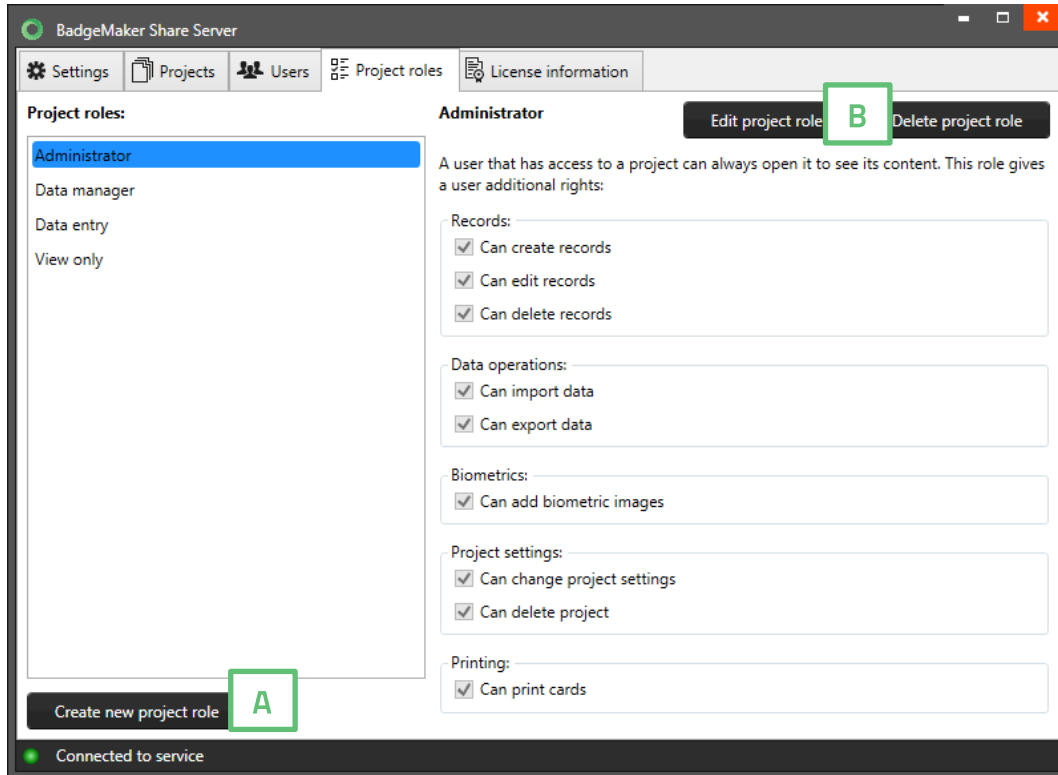 BadgeMaker Share Server
Settings
Projects
Users
Project roles
License information
Project roles:
Administrator
Data manager
Data entry
View only
Create new project role
A
Administrator
Edit project role
B
Delete project role
A user that has access to a project can always open it to see its content. This role gives
a user additional rights:
Records:
Can create records
Can edit records
Can delete records
Data operations:
Can import data
Can export data
Biometrics:
Can add biometric images
Project settings:
Can change project settings
Can delete project
Printing:
Can print cards
Connected to service